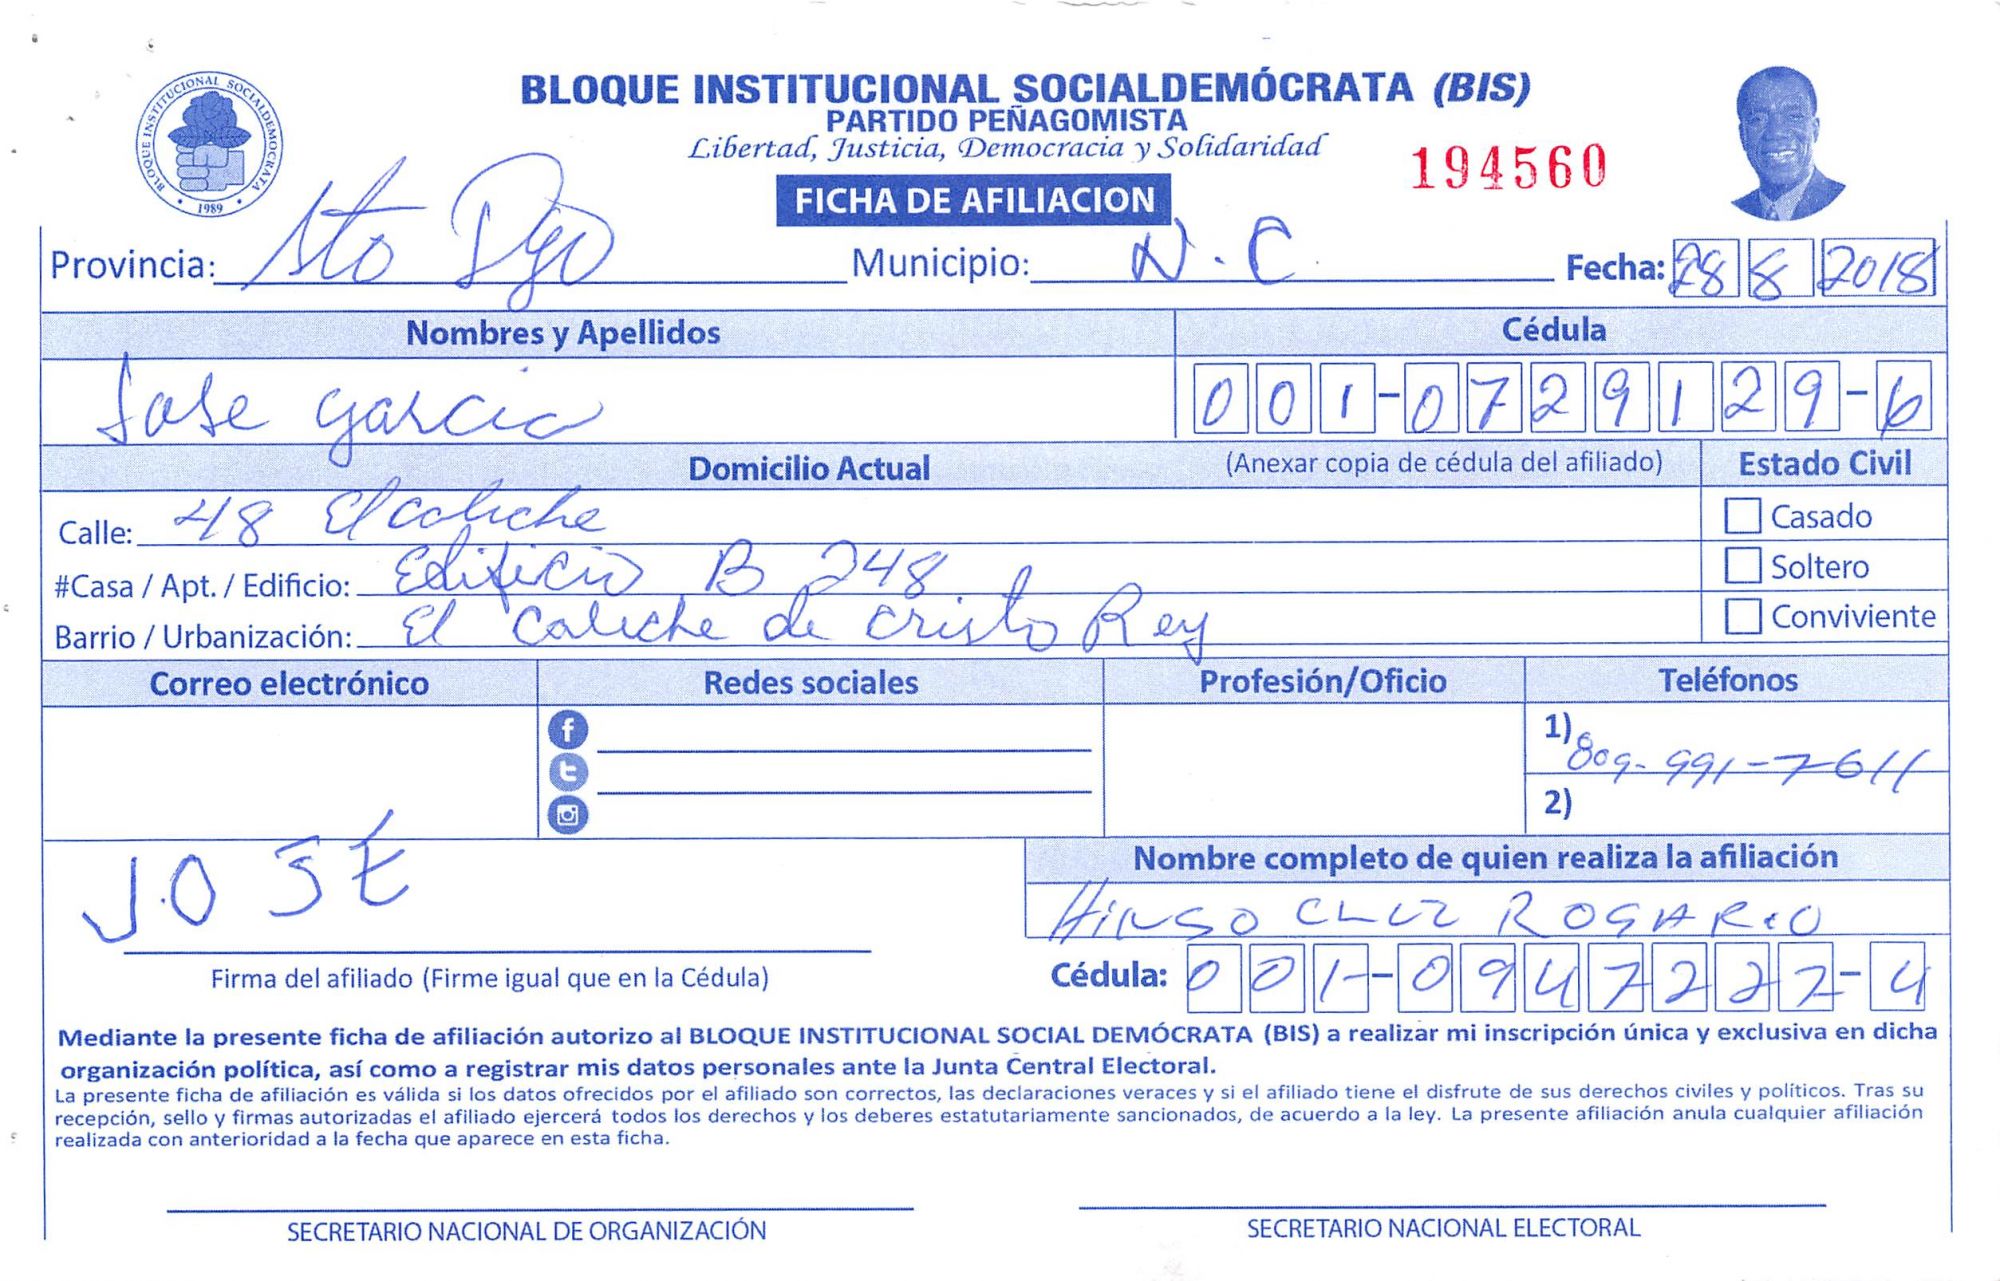 BLOQUE INSTITUCIONAL SOCIALDEMOCRATA
1989
BLOQUE INSTITUCIONAL SOCIALDEMÓCRATA (BIS)
PARTIDO PEÑAGOMISTA
Libertad, Justicia, Democracia y Solidaridad
194560
FICHA DE AFILIACION
Provincia: Sto Dgo Municipio: N.C Fecha: 28 8 2018
Nombres y Apellidos Cédula
Jose Garcia 001-0729129-6
Domicilio Actual (Anexar copia de cédula del afiliado) Estado Civil
Calle: 48 El Caliche Casado
#Casa / Apt. / Edificio: Edificio B 248 Soltero
Barrio / Urbanización: El Caliche de Cristo Rey Conviviente
Correo electrónico Redes sociales Profesión/Oficio Teléfonos
1) 809-991-7611
2)
JOSÉ
Nombre completo de quien realiza la afiliación
ROSARIO
Firma del afiliado (Firme igual que en la Cédula) Cédula: 001-0947227-4
Mediante la presente ficha de afiliación autorizo al BLOQUE INSTITUCIONAL SOCIAL DEMÓCRATA (BIS) a realizar mi inscripción única y exclusiva en dicha
organización política, así como a registrar mis datos personales ante la Junta Central Electoral.
La presente ficha de afiliación es válida si los datos ofrecidos por el afiliado son correctos, las declaraciones veraces y si el afiliado tiene el disfrute de sus derechos civiles y políticos. Tras su
recepción, sello y firmas autorizadas el afiliado ejercerá todos los derechos y los deberes estatutariamente sancionados, de acuerdo a la ley. La presente afiliación anula cualquier afiliación
realizada con anterioridad a la fecha que aparece en esta ficha.
SECRETARIO NACIONAL DE ORGANIZACIÓN SECRETARIO NACIONAL ELECTORAL